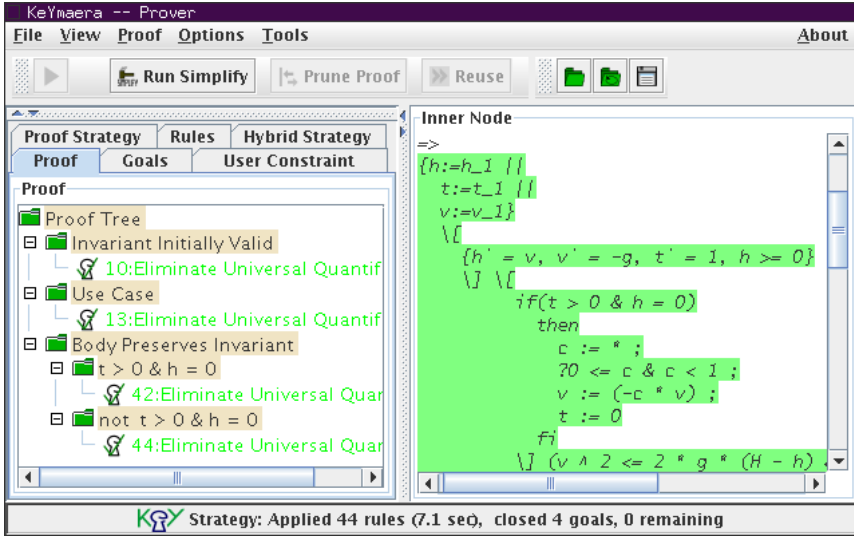 KeYmaera -- Prover
File View Proof Options Tools About
Run Simplify Prune Proof Reuse
Proof Strategy Rules Hybrid Strategy
Proof Goals User Constraint
Proof
Proof Tree
Invariant Initially Valid
10:Eliminate Universal Quantif
Use Case
13:Eliminate Universal Quantif
Body Preserves Invariant
t > 0 & h = 0
42:Eliminate Universal Quar
not t > 0 & h = 0
44:Eliminate Universal Quar
Inner Node
=>
{h:=h_1 ||
t:=t_1 ||
v:=v_1}
\[
{h` = v, v` = -g, t` = 1, h >= 0}
\] \[
if(t > 0 & h = 0)
then
c := * ;
?0 <= c & c < 1 ;
v := (-c * v) ;
t := 0
fi
\] (v ^ 2 <= 2 * g * (H - h)
KeY Strategy: Applied 44 rules (7.1 sec), closed 4 goals, 0 remaining